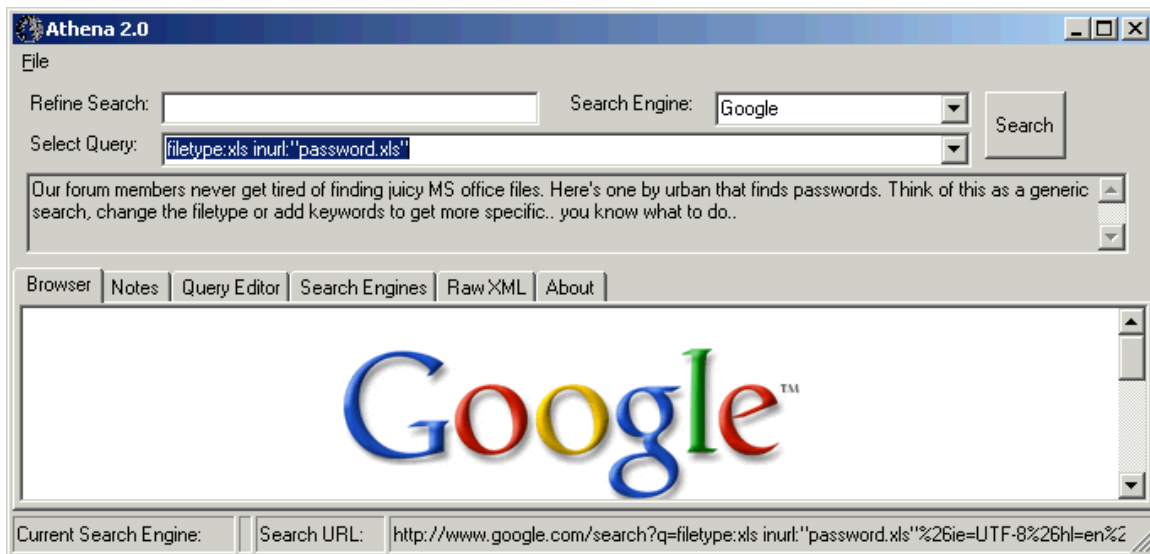 Athena 2.0
File
Refine Search:
Search Engine: Google
Search
Select Query: filetype:xls inurl:"password.xls"
Our forum members never get tired of finding juicy MS office files. Here's one by urban that finds passwords. Think of this as a generic
search, change the filetype or add keywords to get more specific.. you know what to do..
Browser Notes Query Editor Search Engines Raw XML About
Google™
Current Search Engine: Search URL: http://www.google.com/search?q=filetype:xls inurl:"password.xls"%26ie=UTF-8%26hl=en%2